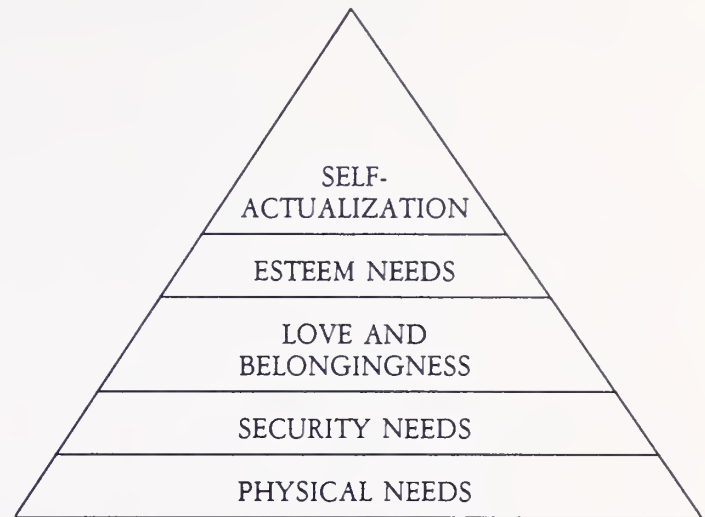 SELF-
ACTUALIZATION
ESTEEM NEEDS
LOVE AND
BELONGINGNESS
SECURITY NEEDS
PHYSICAL NEEDS